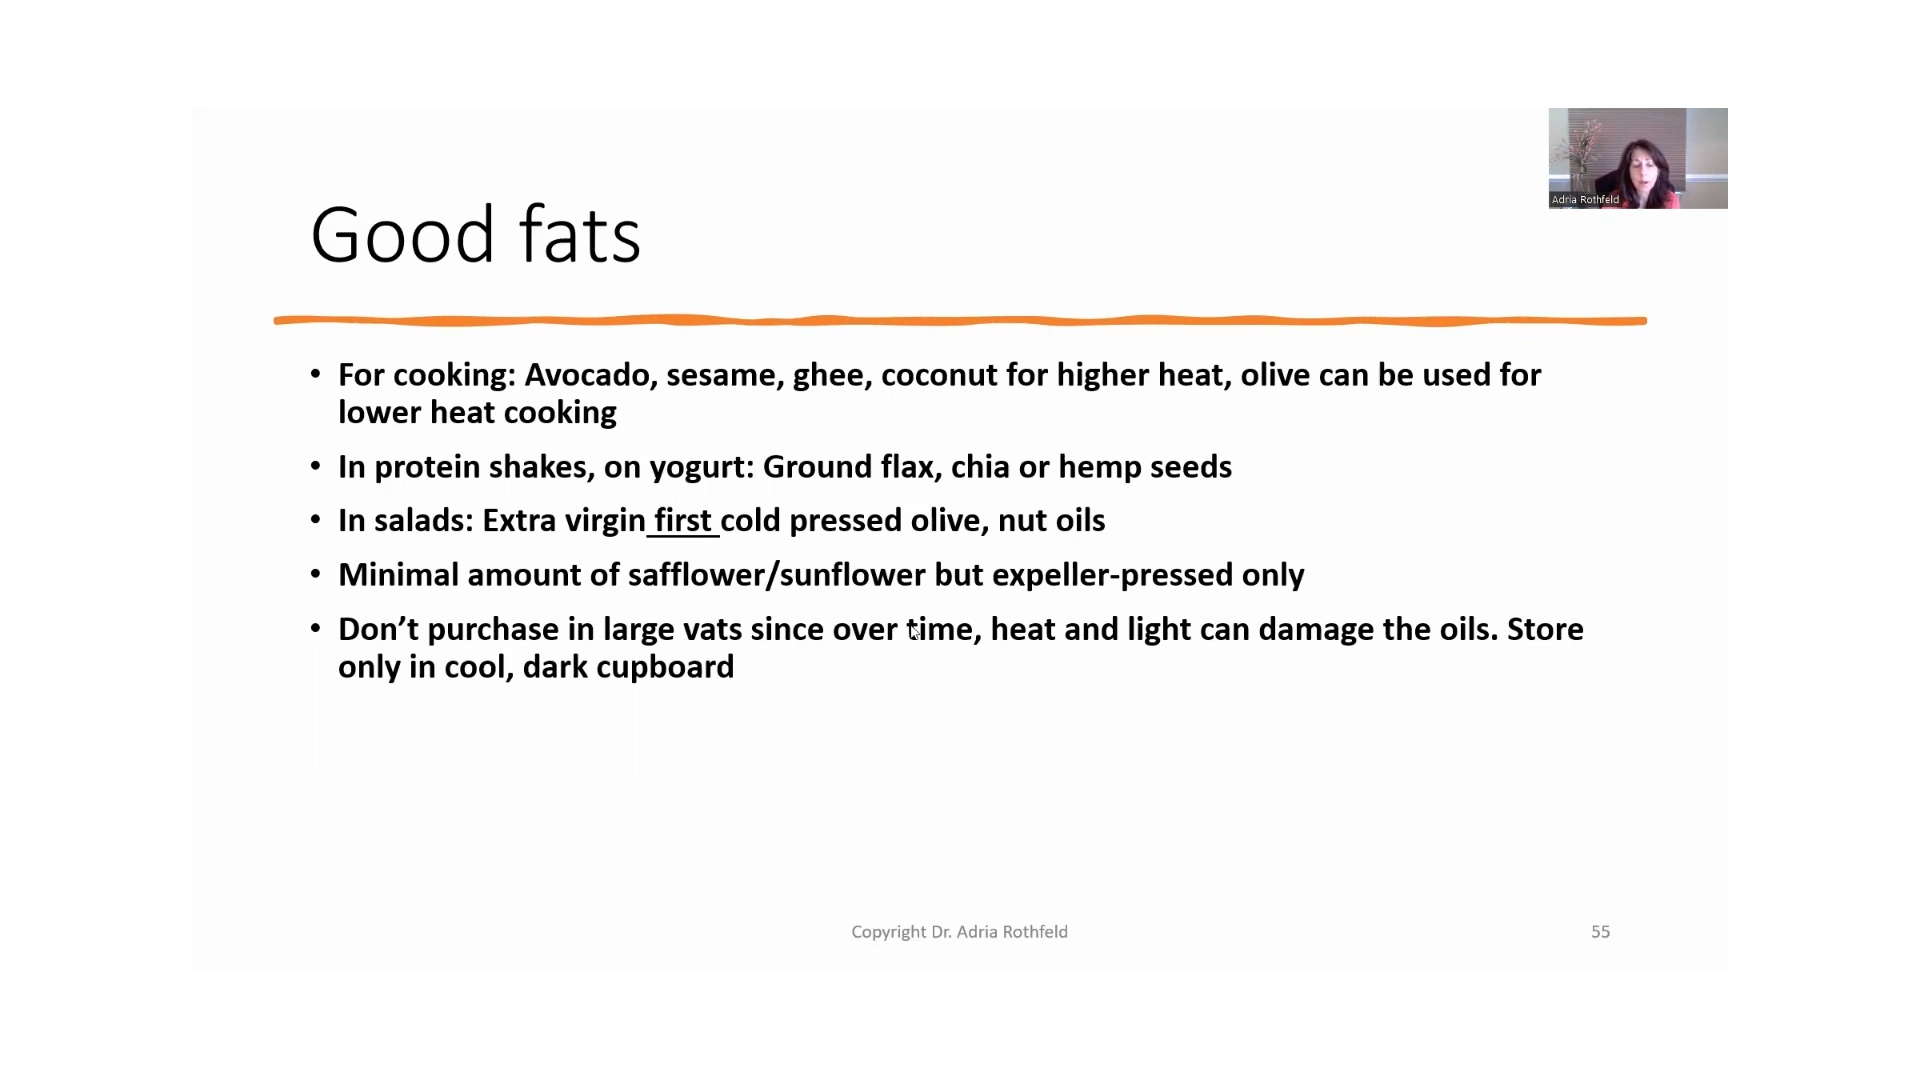 Adria Rothfeld
Good fats
• For cooking: Avocado, sesame, ghee, coconut for higher heat, olive can be used for
lower heat cooking
• In protein shakes, on yogurt: Ground flax, chia or hemp seeds
• In salads: Extra virgin first cold pressed olive, nut oils
• Minimal amount of safflower/sunflower but expeller-pressed only
• Don’t purchase in large vats since over time, heat and light can damage the oils. Store
only in cool, dark cupboard
Copyright Dr. Adria Rothfeld
55